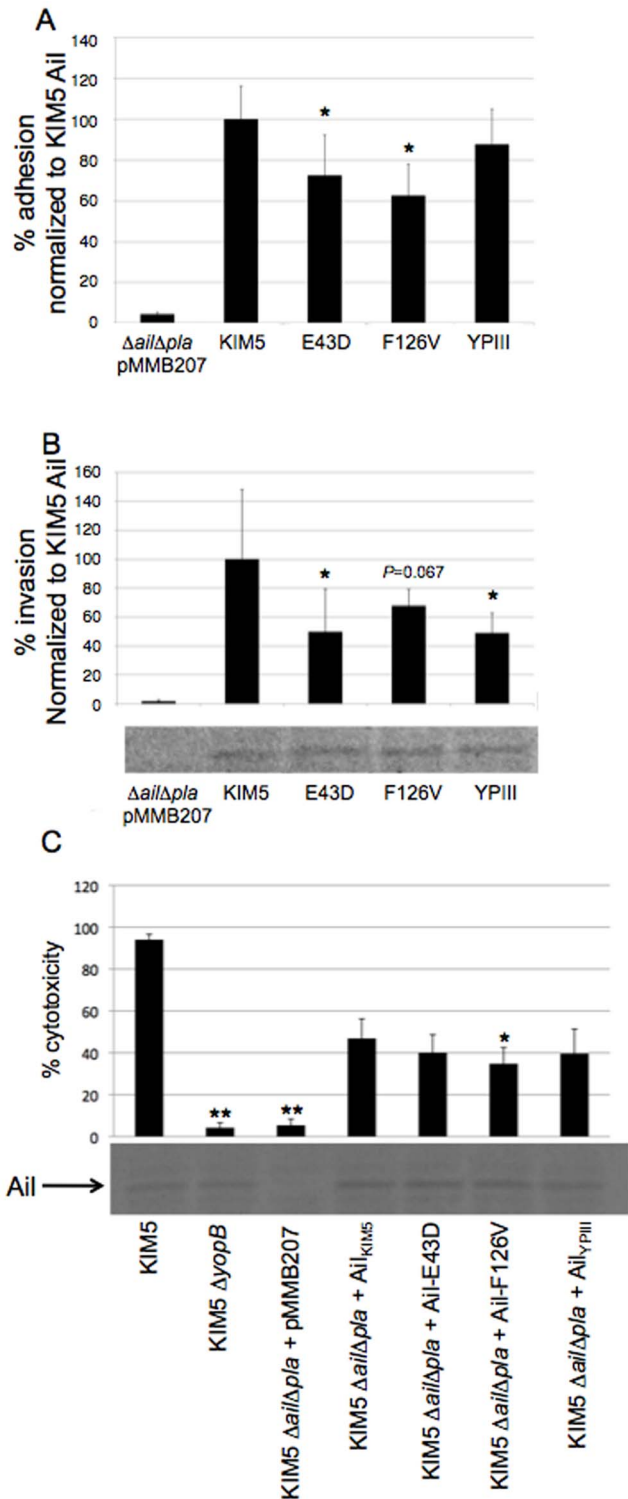 A
% adhesion
normalized to KIM5 Ail
140
120
100
80
60
40
20
0
*
*
ΔailΔpla
pMMB207
KIM5
E43D
F126V
YPIII
B
% invasion
Normalized to KIM5 Ail
160
140
120
100
80
60
40
20
0
*
P=0.067
*
ΔailΔpla
pMMB207
KIM5
E43D
F126V
YPIII
C
% cytotoxicity
120
100
80
60
40
20
0
**
**
*
Ail
KIM5
KIM5 ΔyopB
KIM5 ΔailΔpla + pMMB207
KIM5 ΔailΔpla + AilKIM5
KIM5 ΔailΔpla + Ail-E43D
KIM5 ΔailΔpla + Ail-F126V
KIM5 ΔailΔpla + AilYPIII